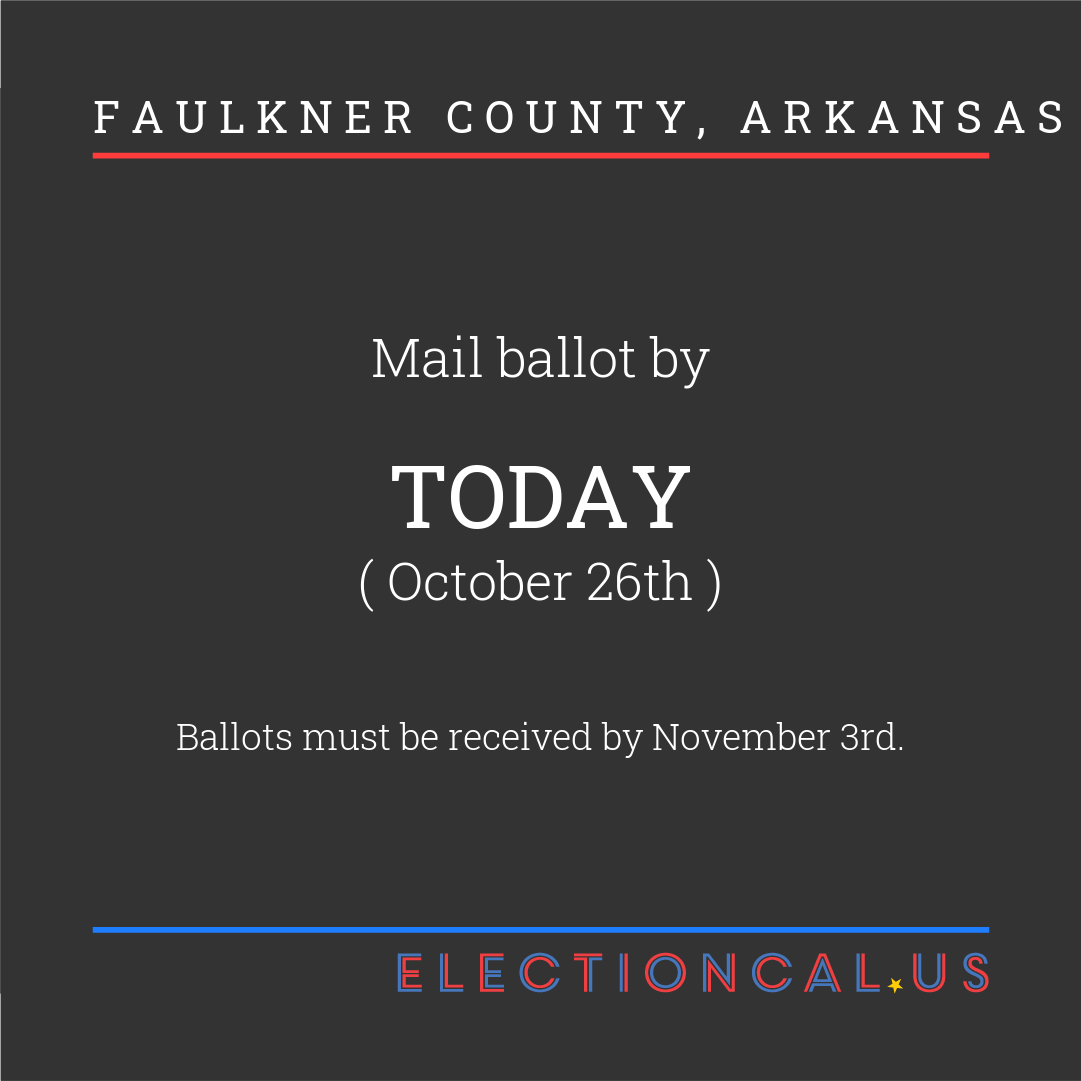 FAULKNER COUNTY, ARKANSAS
Mail ballot by
TODAY
( October 26th )
Ballots must be received by November 3rd.
ELECTIONCAL.US